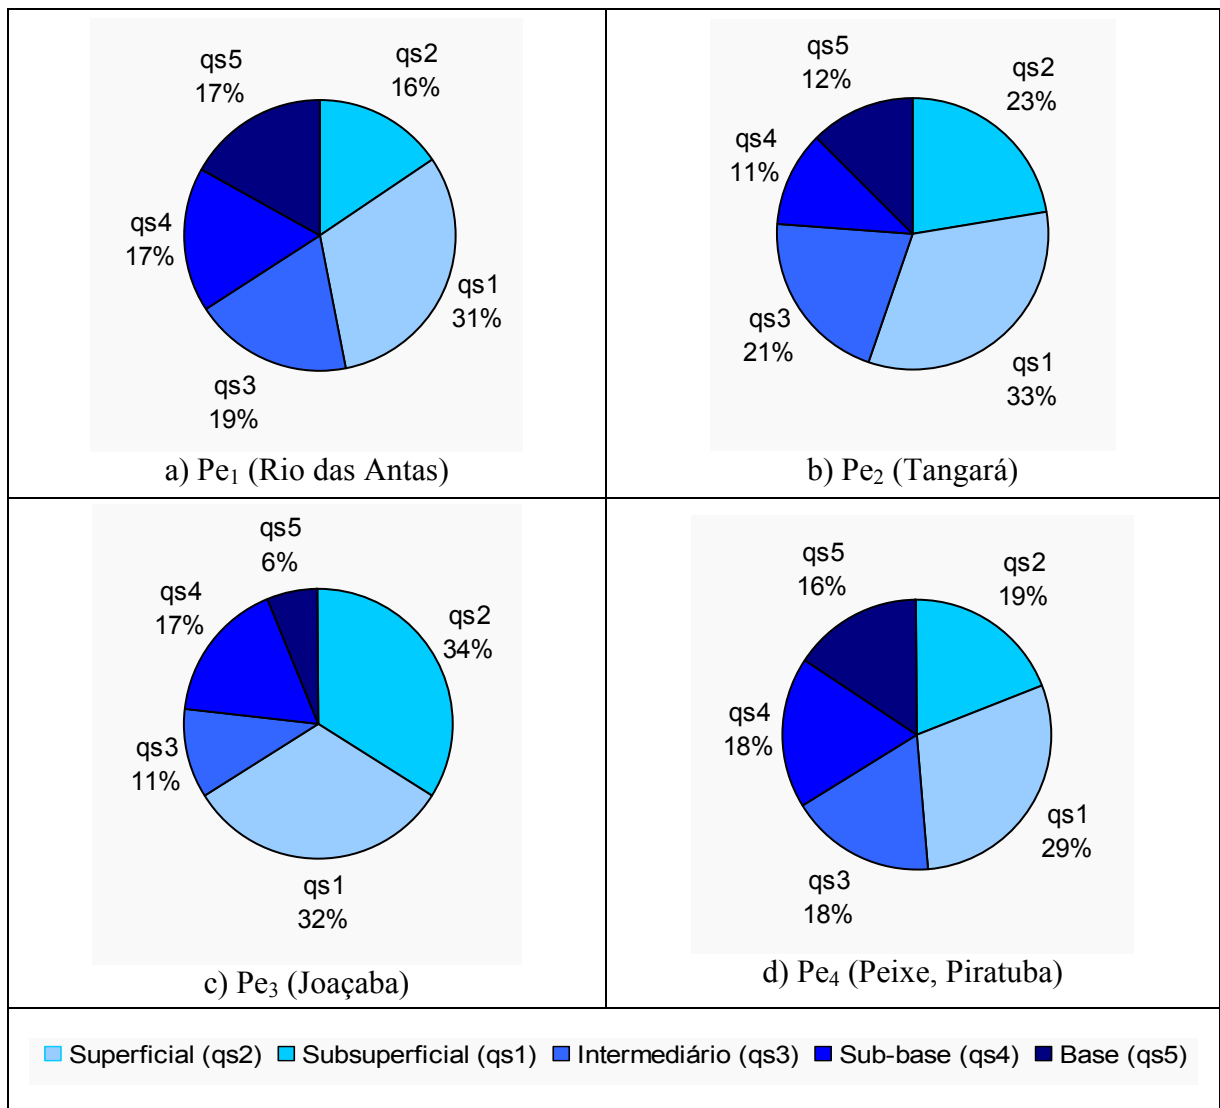 qs5
17%
qs2
16%
qs4
17%
qs1
31%
qs3
19%
a) Pe₁ (Rio das Antas)
qs5
12%
qs2
23%
qs4
11%
qs3
21%
qs1
33%
b) Pe₂ (Tangará)
qs5
6%
qs4
17%
qs2
34%
qs3
11%
qs1
32%
c) Pe₃ (Joaçaba)
qs5
16%
qs2
19%
qs4
18%
qs1
29%
qs3
18%
d) Pe₄ (Peixe, Piratuba)
Superficial (qs2) Subsuperficial (qs1) Intermediário (qs3) Sub-base (qs4) Base (qs5)